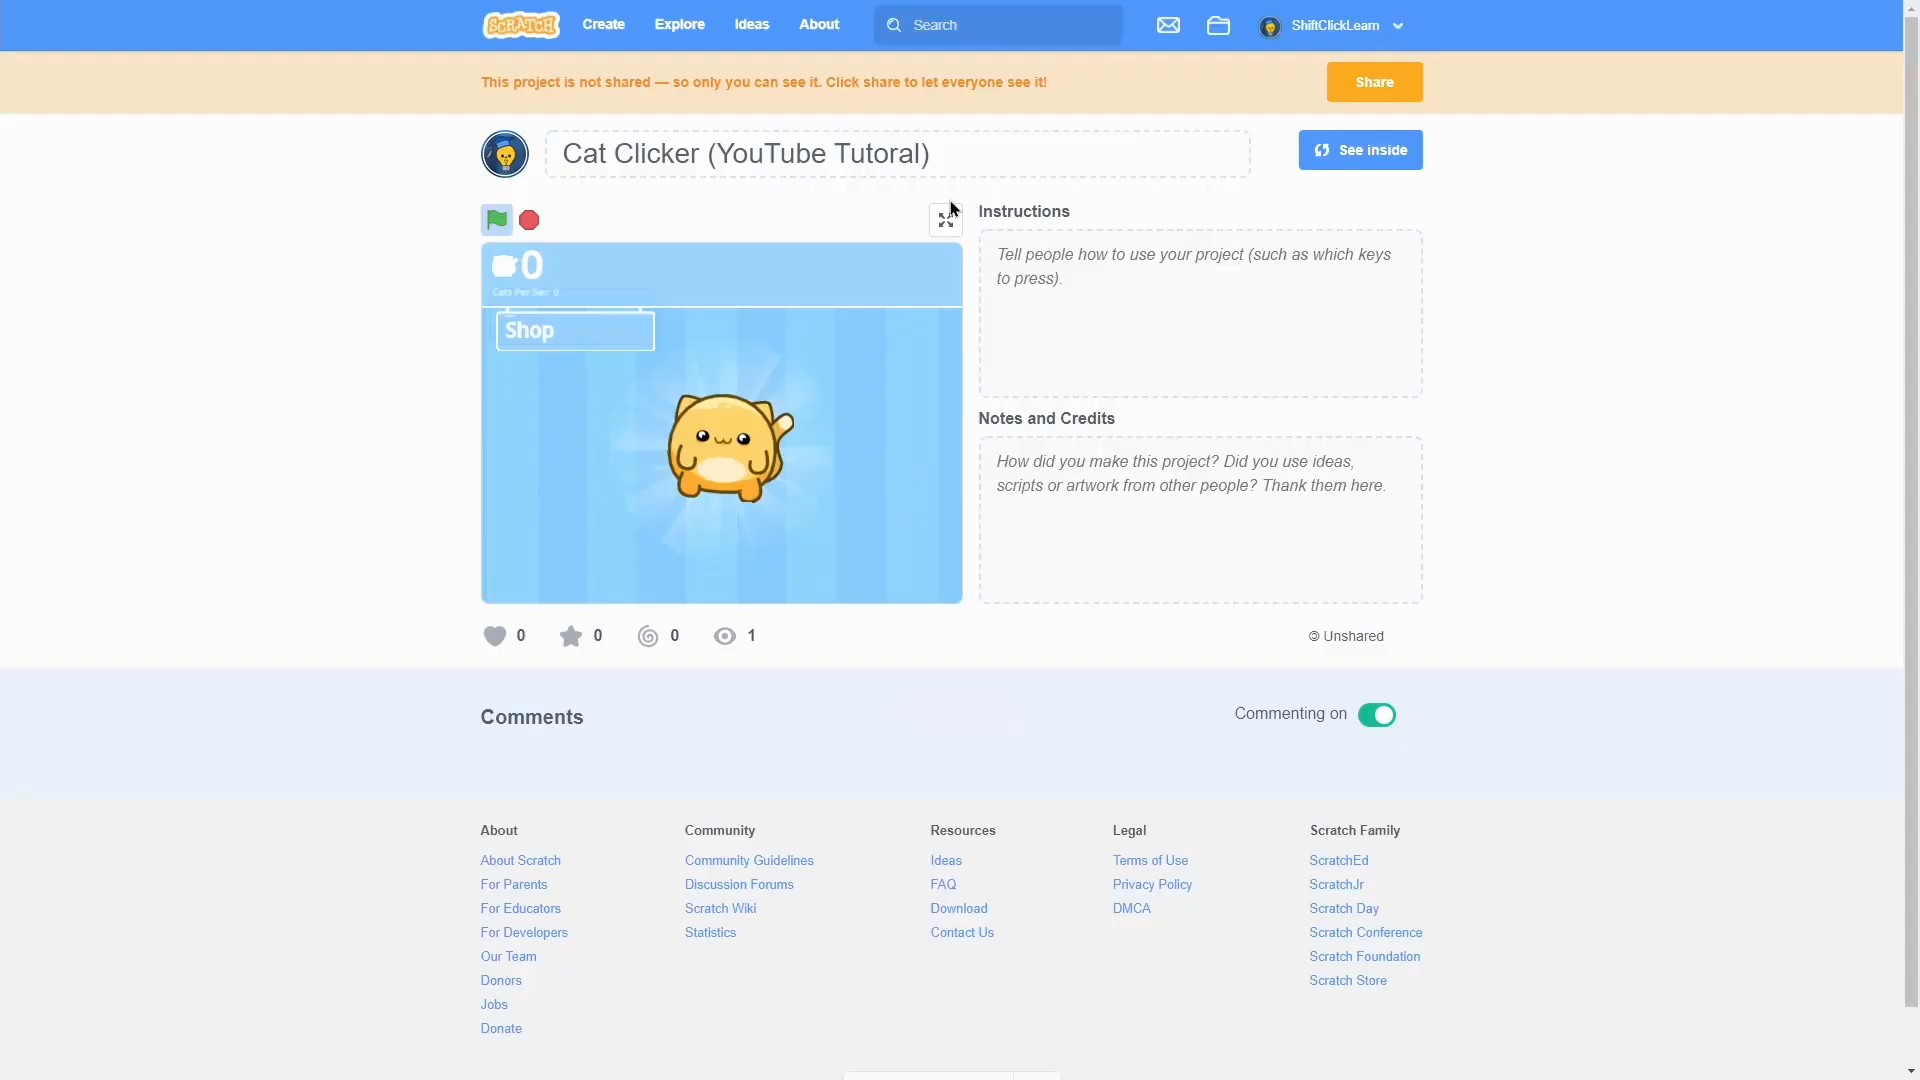 SCRATCH
Create
Explore
Ideas
About
Search
ShiftClickLearn
This project is not shared — so only you can see it. Click share to let everyone see it!
Share
Cat Clicker (YouTube Tutoral)
See inside
Instructions
Tell people how to use your project (such as which keys
to press).
0
Cats Per Sec: 0
Shop
Notes and Credits
How did you make this project? Did you use ideas,
scripts or artwork from other people? Thank them here.
0
0
0
1
© Unshared
Comments
Commenting on
About
About Scratch
For Parents
For Educators
For Developers
Our Team
Donors
Jobs
Donate
Community
Community Guidelines
Discussion Forums
Scratch Wiki
Statistics
Resources
Ideas
FAQ
Download
Contact Us
Legal
Terms of Use
Privacy Policy
DMCA
Scratch Family
ScratchEd
ScratchJr
Scratch Day
Scratch Conference
Scratch Foundation
Scratch Store